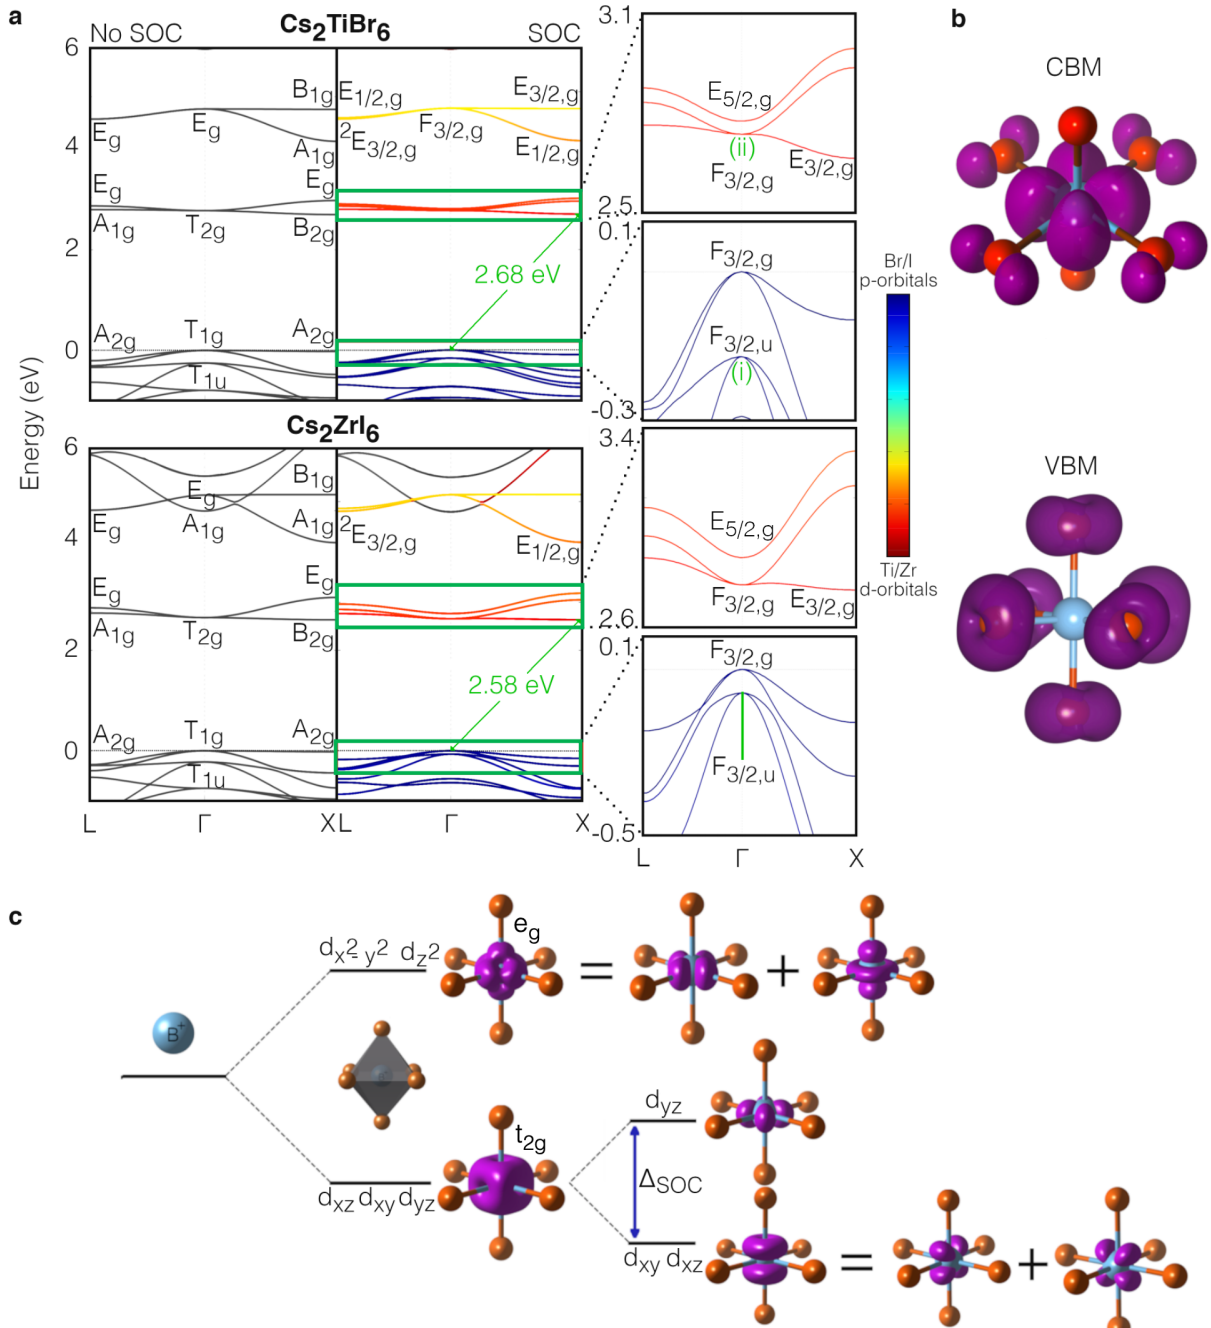 a
Cs2TiBr6
No SOC
SOC
6
4
2
0
B1g
Eg
Eg
A1g
Eg
Eg
A1g
T2g
B2g
A2g
T1g
A2g
T1u
E1/2,g
E3/2,g
F3/2,g
2E3/2,g
E1/2,g
2.68 eV
Energy (eV)
Cs2ZrI6
6
4
2
0
Eg
B1g
Eg
A1g
A1g
Eg
Eg
A1g
T2g
B2g
A2g
T1g
A2g
T1u
2E3/2,g
E1/2,g
2.58 eV
L
Γ
X
L
Γ
X
3.1
E5/2,g
(ii)
E3/2,g
F3/2,g
2.5
0.1
F3/2,g
F3/2,u
(i)
-0.3
3.4
E5/2,g
F3/2,g
E3/2,g
2.6
0.1
F3/2,g
F3/2,u
-0.5
L
Γ
X
Br/I
p-orbitals
Ti/Zr
d-orbitals
b
CBM
VBM
c
B+
dx2-y2 dz2
eg
t2g
dxz dxy dyz
dyz
ΔSOC
dxy dxz